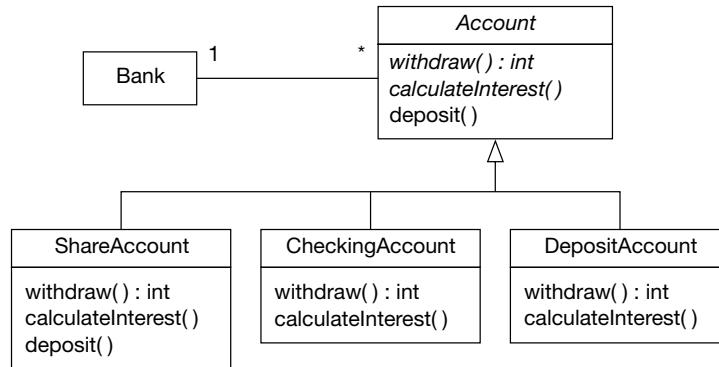 Account
1
*
Bank
withdraw( ) : int
calculateInterest( )
deposit( )
ShareAccount
withdraw( ) : int
calculateInterest( )
deposit( )
CheckingAccount
withdraw( ) : int
calculateInterest( )
DepositAccount
withdraw( ) : int
calculateInterest( )